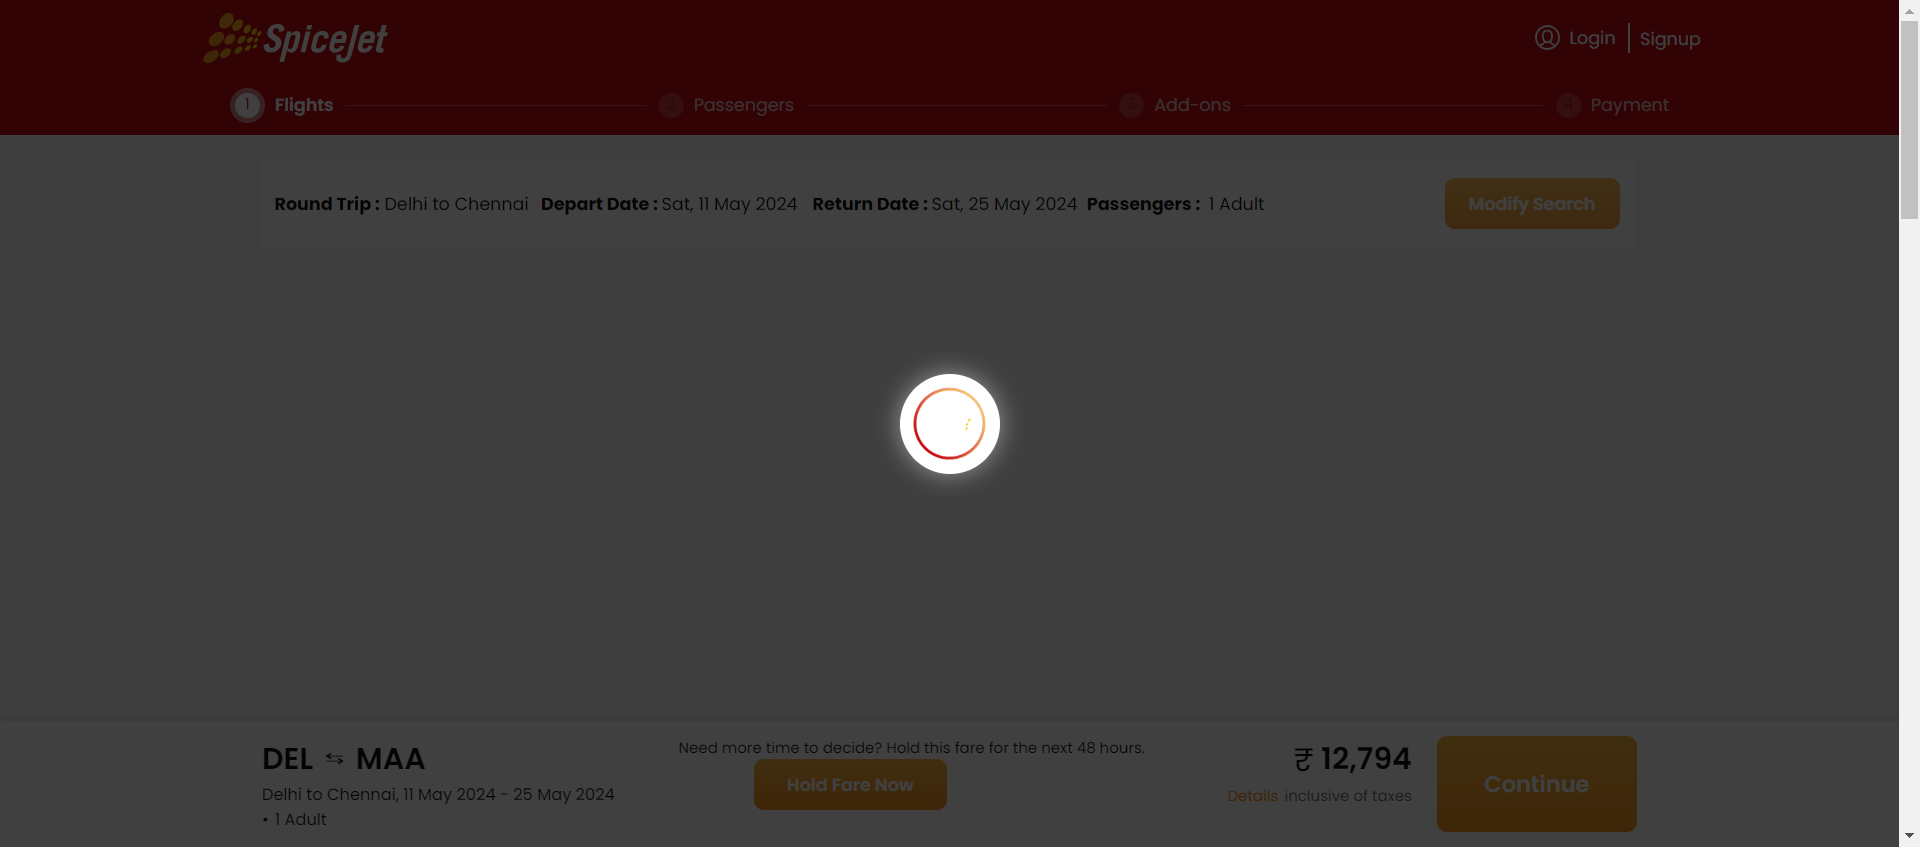 SpiceJet
Login
Signup
1 Flights
2 Passengers
3 Add-ons
4 Payment
Round Trip : Delhi to Chennai Depart Date : Sat, 11 May 2024 Return Date : Sat, 25 May 2024 Passengers : 1 Adult
Modify Search
DEL ⇆ MAA
Delhi to Chennai, 11 May 2024 - 25 May 2024
• 1 Adult
Need more time to decide? Hold this fare for the next 48 hours.
Hold Fare Now
₹ 12,794
Details inclusive of taxes
Continue